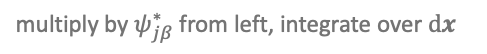 multiply by ψ*jβ from left, integrate over dx